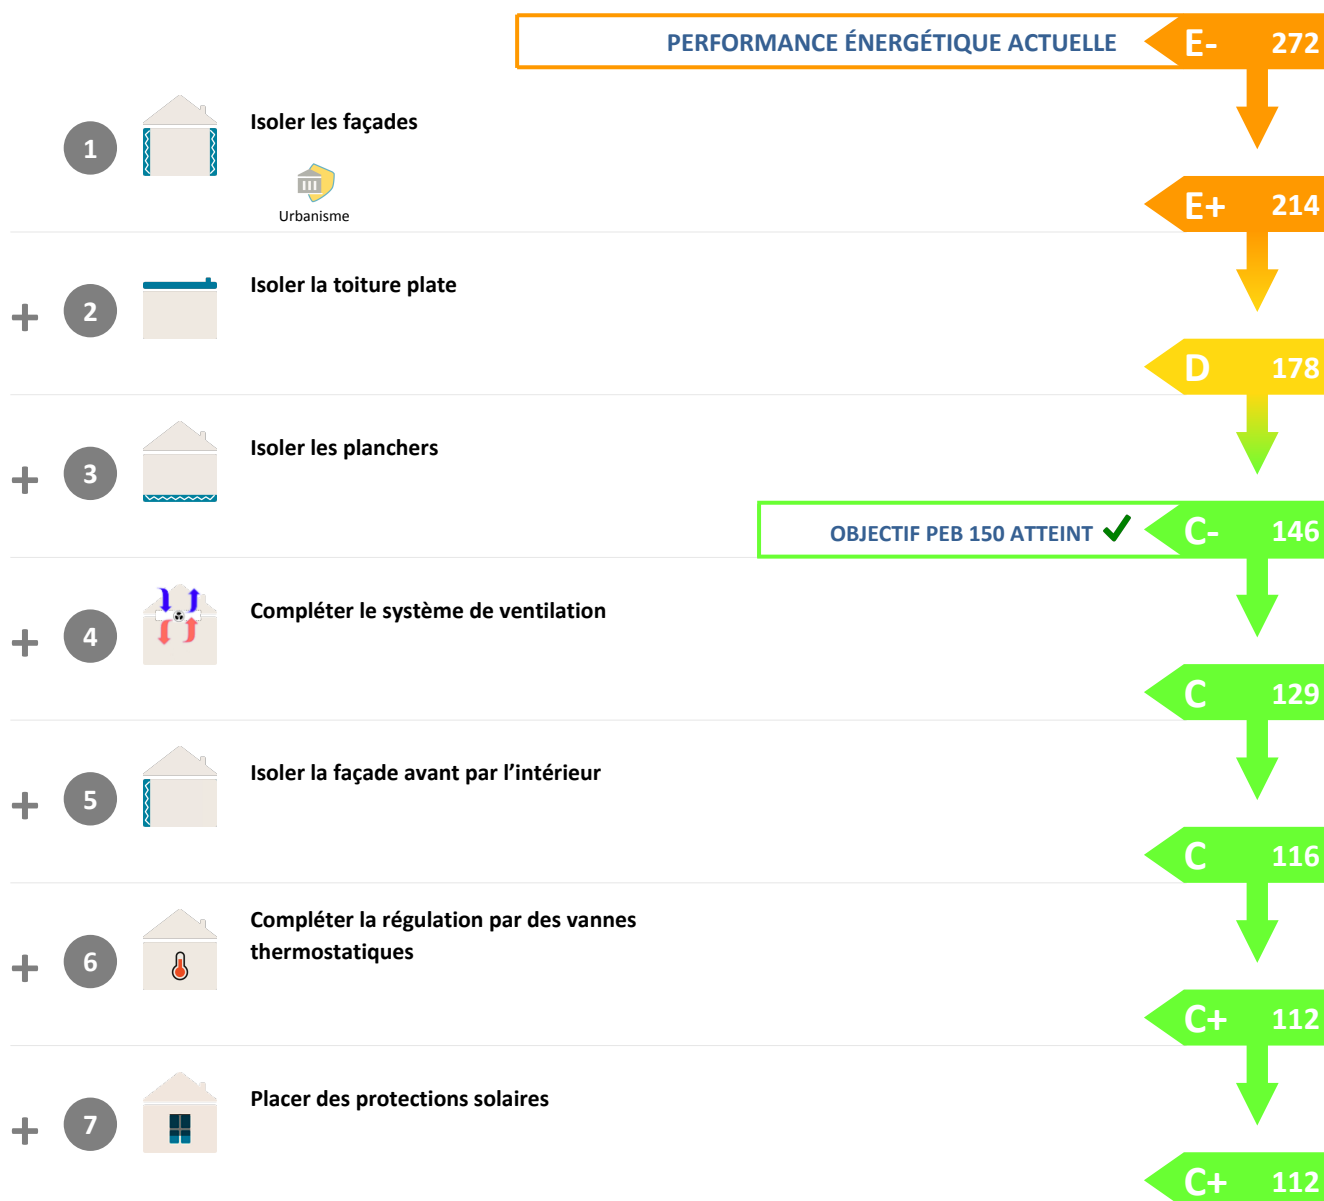 PERFORMANCE ÉNERGÉTIQUE ACTUELLE E- 272
1 Isoler les façades
Urbanisme
E+ 214
+ 2 Isoler la toiture plate
D 178
+ 3 Isoler les planchers
OBJECTIF PEB 150 ATTEINT ✓ C- 146
+ 4 Compléter le système de ventilation
C 129
+ 5 Isoler la façade avant par l’intérieur
C 116
+ 6 Compléter la régulation par des vannes
thermostatiques
C+ 112
+ 7 Placer des protections solaires
C+ 112